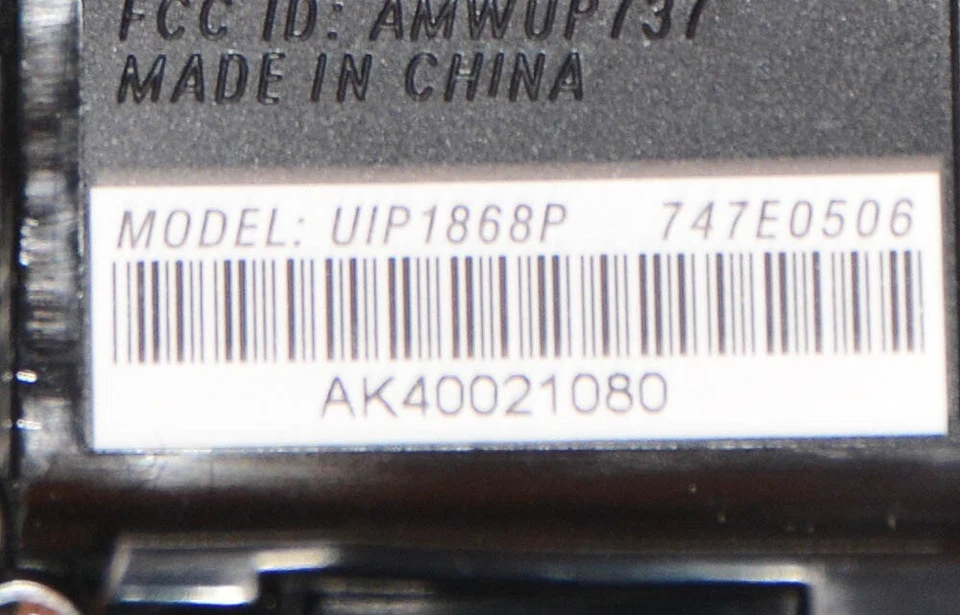 FCC ID: AMWUP737
MADE IN CHINA
MODEL: UIP1868P 747E0506
AK40021080